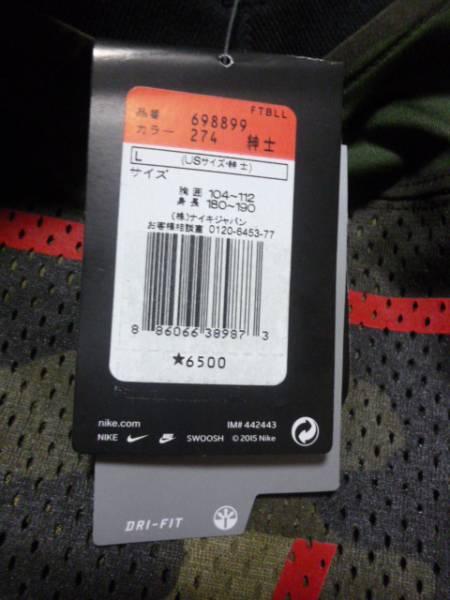 FTBLL
品番 698899
カラー 274 紳士
L (USサイズ・紳士)
サイズ
胸囲 104~112
身長 180~190
(株)ナイキジャパン
お客様相談室 0120-6453-77
8 86066 38987 3
★6500
nike.com IM# 442443
NIKE SWOOSH © 2015 Nike
DRI-FIT